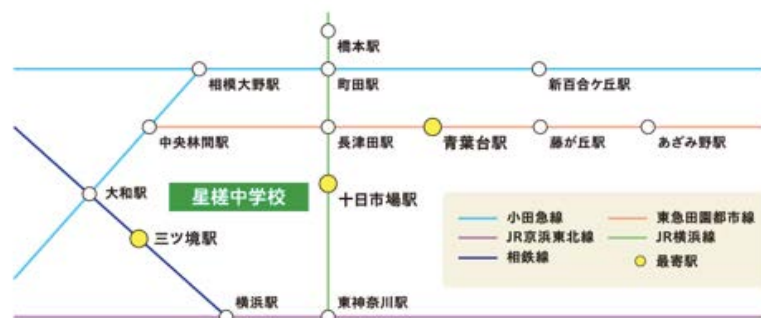 橋本駅
相模大野駅
町田駅
新百合ケ丘駅
中央林間駅
長津田駅
青葉台駅
藤が丘駅
あざみ野駅
大和駅
星槎中学校
十日市場駅
三ツ境駅
小田急線
東急田園都市線
JR京浜東北線
JR横浜線
相鉄線
最寄駅
横浜駅
東神奈川駅